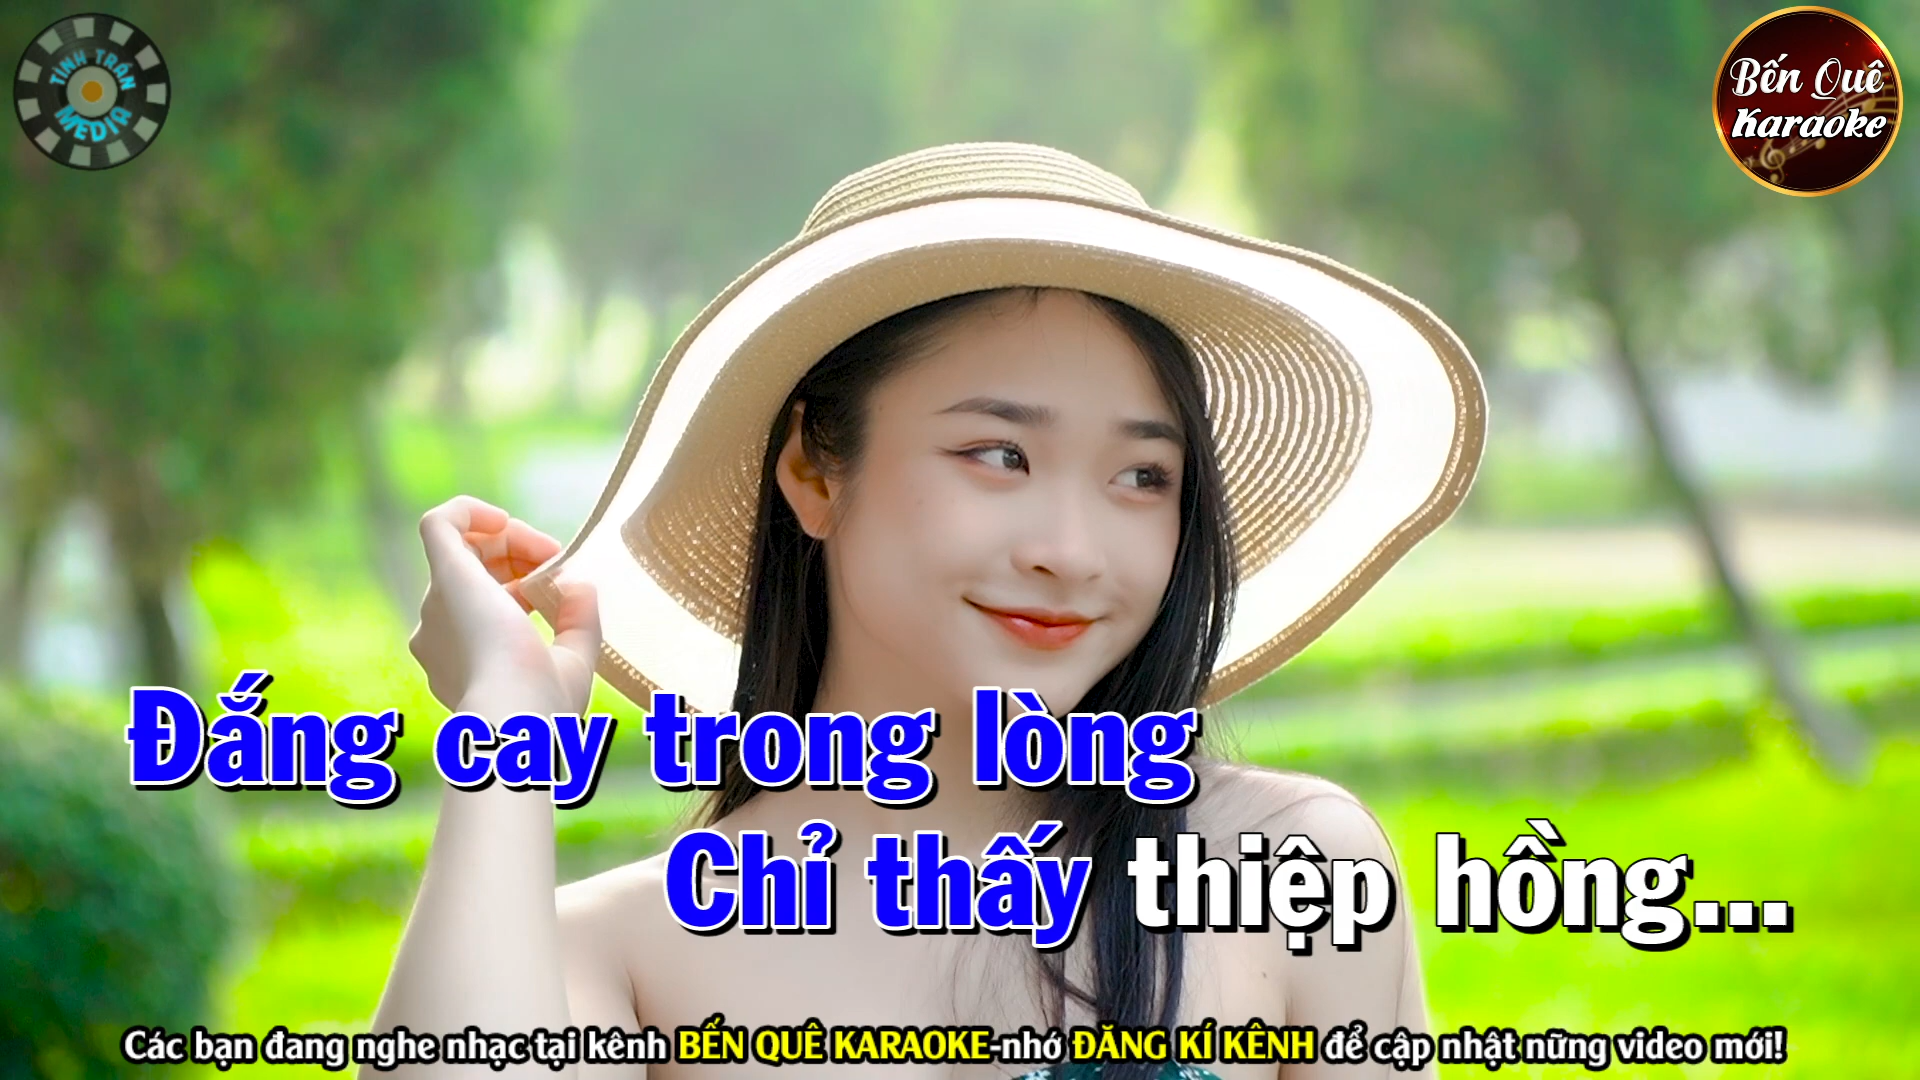 TÌNH TRẦN
MEDIA
Bến Quê
Karaoke
Đắng cay trong lòng
Chỉ thấy thiệp hồng...
Các bạn đang nghe nhạc tại kênh BẾN QUÊ KARAOKE-nhớ ĐĂNG KÍ KÊNH để cập nhật nững video mới!